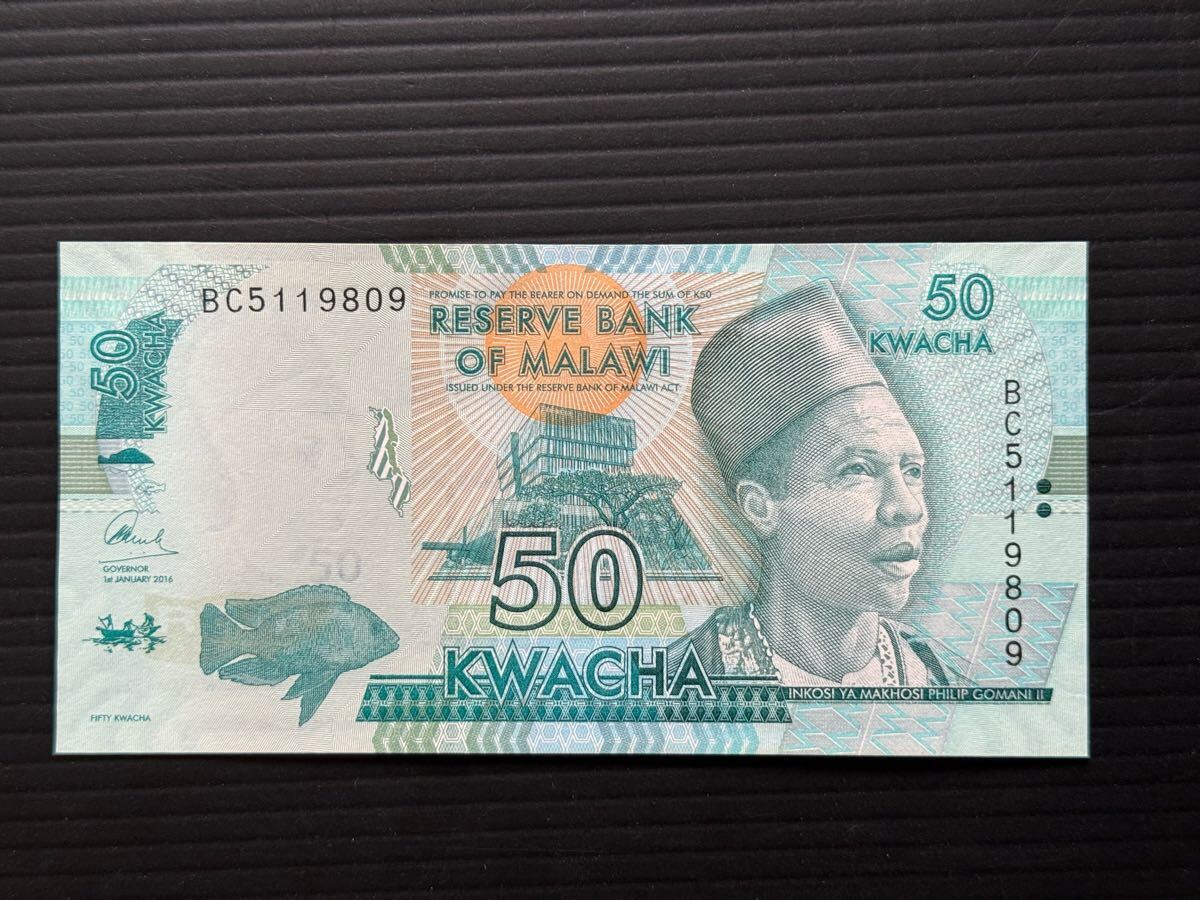 BC5119809
PROMISE TO PAY THE BEARER ON DEMAND THE SUM OF K50
RESERVE BANK
OF MALAWI
ISSUED UNDER THE RESERVE BANK OF MALAWI ACT
50
KWACHA
50
KWACHA
BC5119809
GOVERNOR
1st JANUARY 2016
50
50
KWACHA
INKOSI YA MAKHOSI PHILIP GOMANI II
FIFTY KWACHA